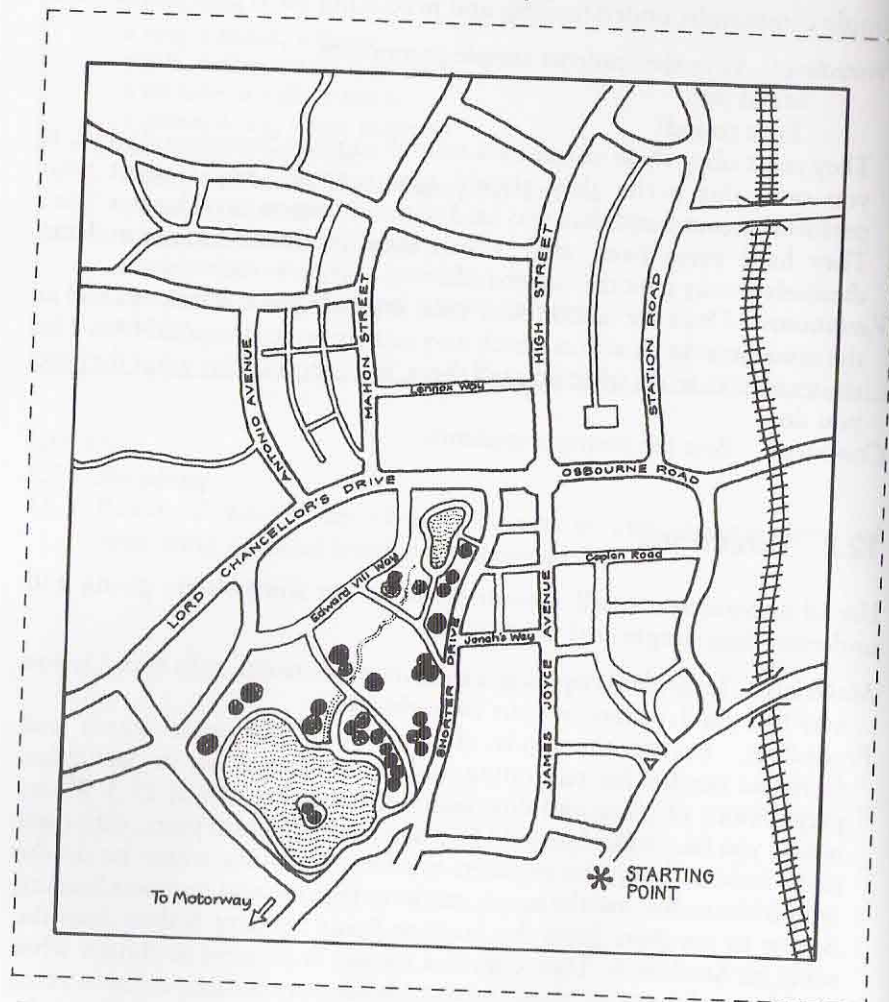 HIGH STREET
STATION ROAD
MAHON STREET
ANTONIO AVENUE
Lennox Way
OSBOURNE ROAD
LORD CHANCELLOR'S DRIVE
Edward VIII Way
Caplan Road
Jonah's Way
SHORTER DRIVE
JAMES JOYCE AVENUE
To Motorway
* STARTING
POINT